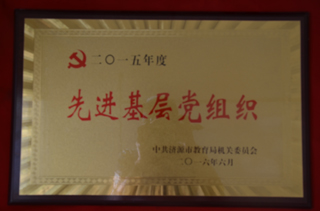 二〇一五年度
先进基层党组织
中共济源市教育局机关委员会
二〇一六年六月